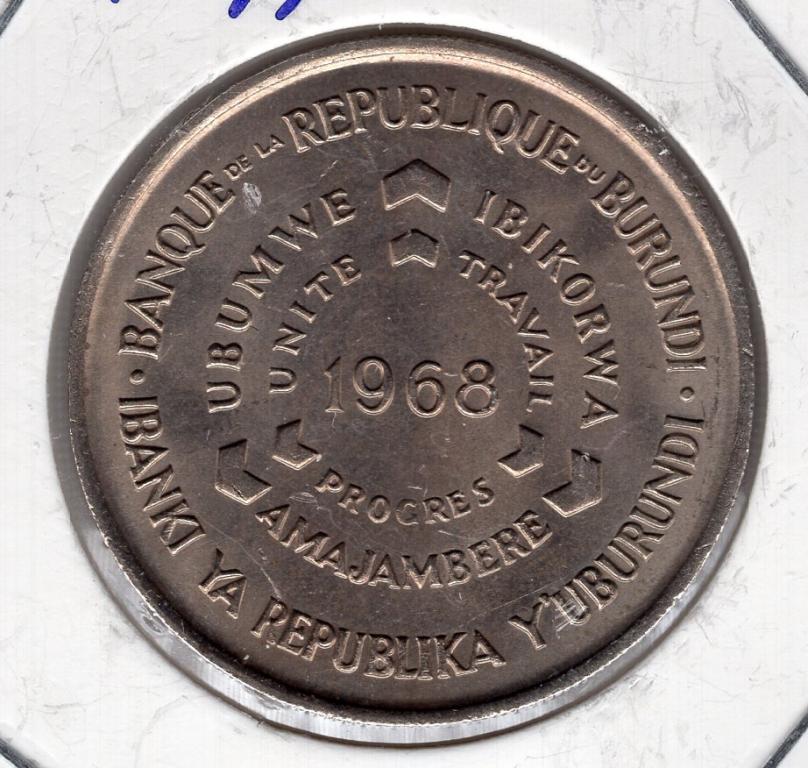 BANQUE DE LA REPUBLIQUE DU BURUNDI
IBANKI YA REPUBLIKA Y'UBURUNDI
UBUMWE
IBIKORWA
AMAJAMBERE
UNITE
TRAVAIL
PROGRES
1968